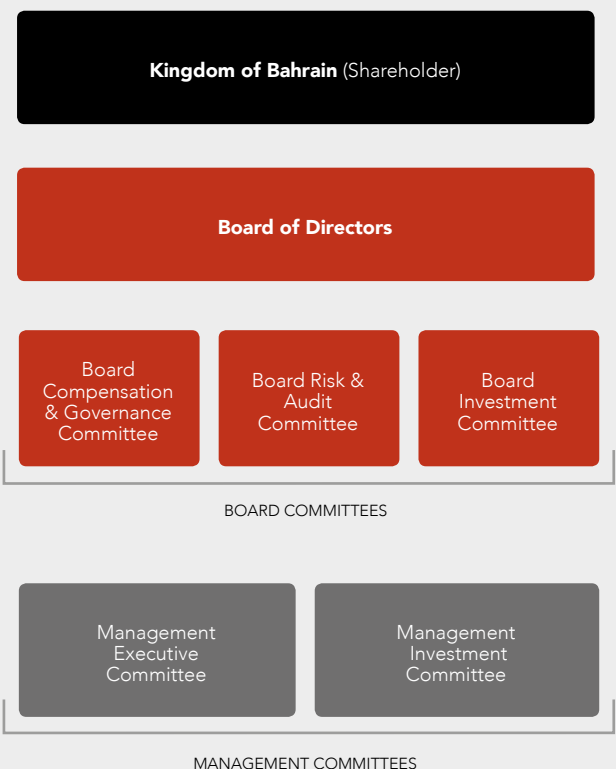 Kingdom of Bahrain (Shareholder)
Board of Directors
Board
Compensation
& Governance
Committee
Board Risk &
Audit
Committee
Board
Investment
Committee
BOARD COMMITTEES
Management
Executive
Committee
Management
Investment
Committee
MANAGEMENT COMMITTEES